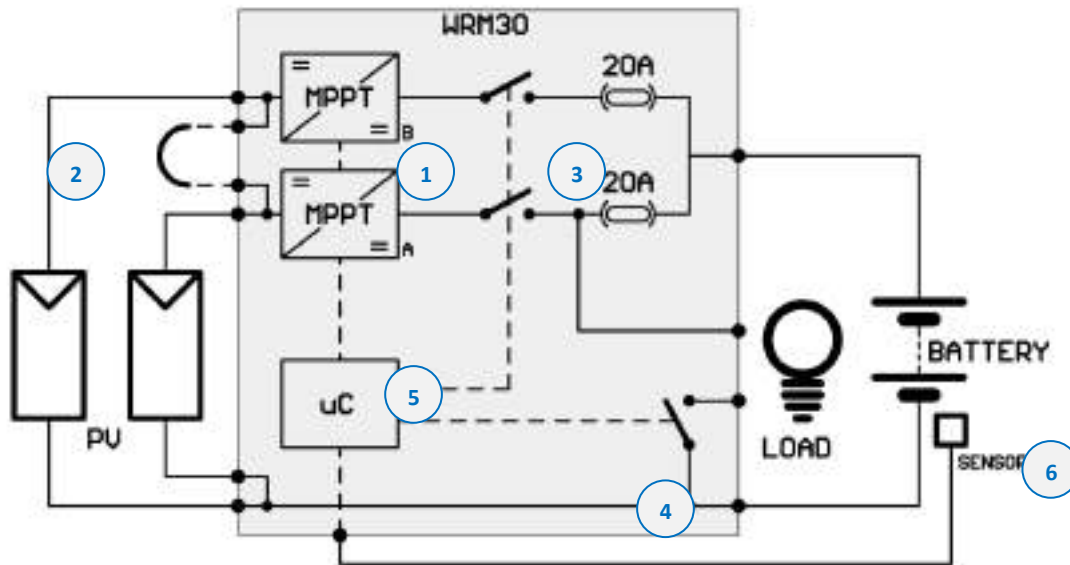 WRM30
20A
MPPT
B
2
1
3
20A
MPPT
A
BATTERY
5
uC
PV
LOAD
SENSOR
6
4